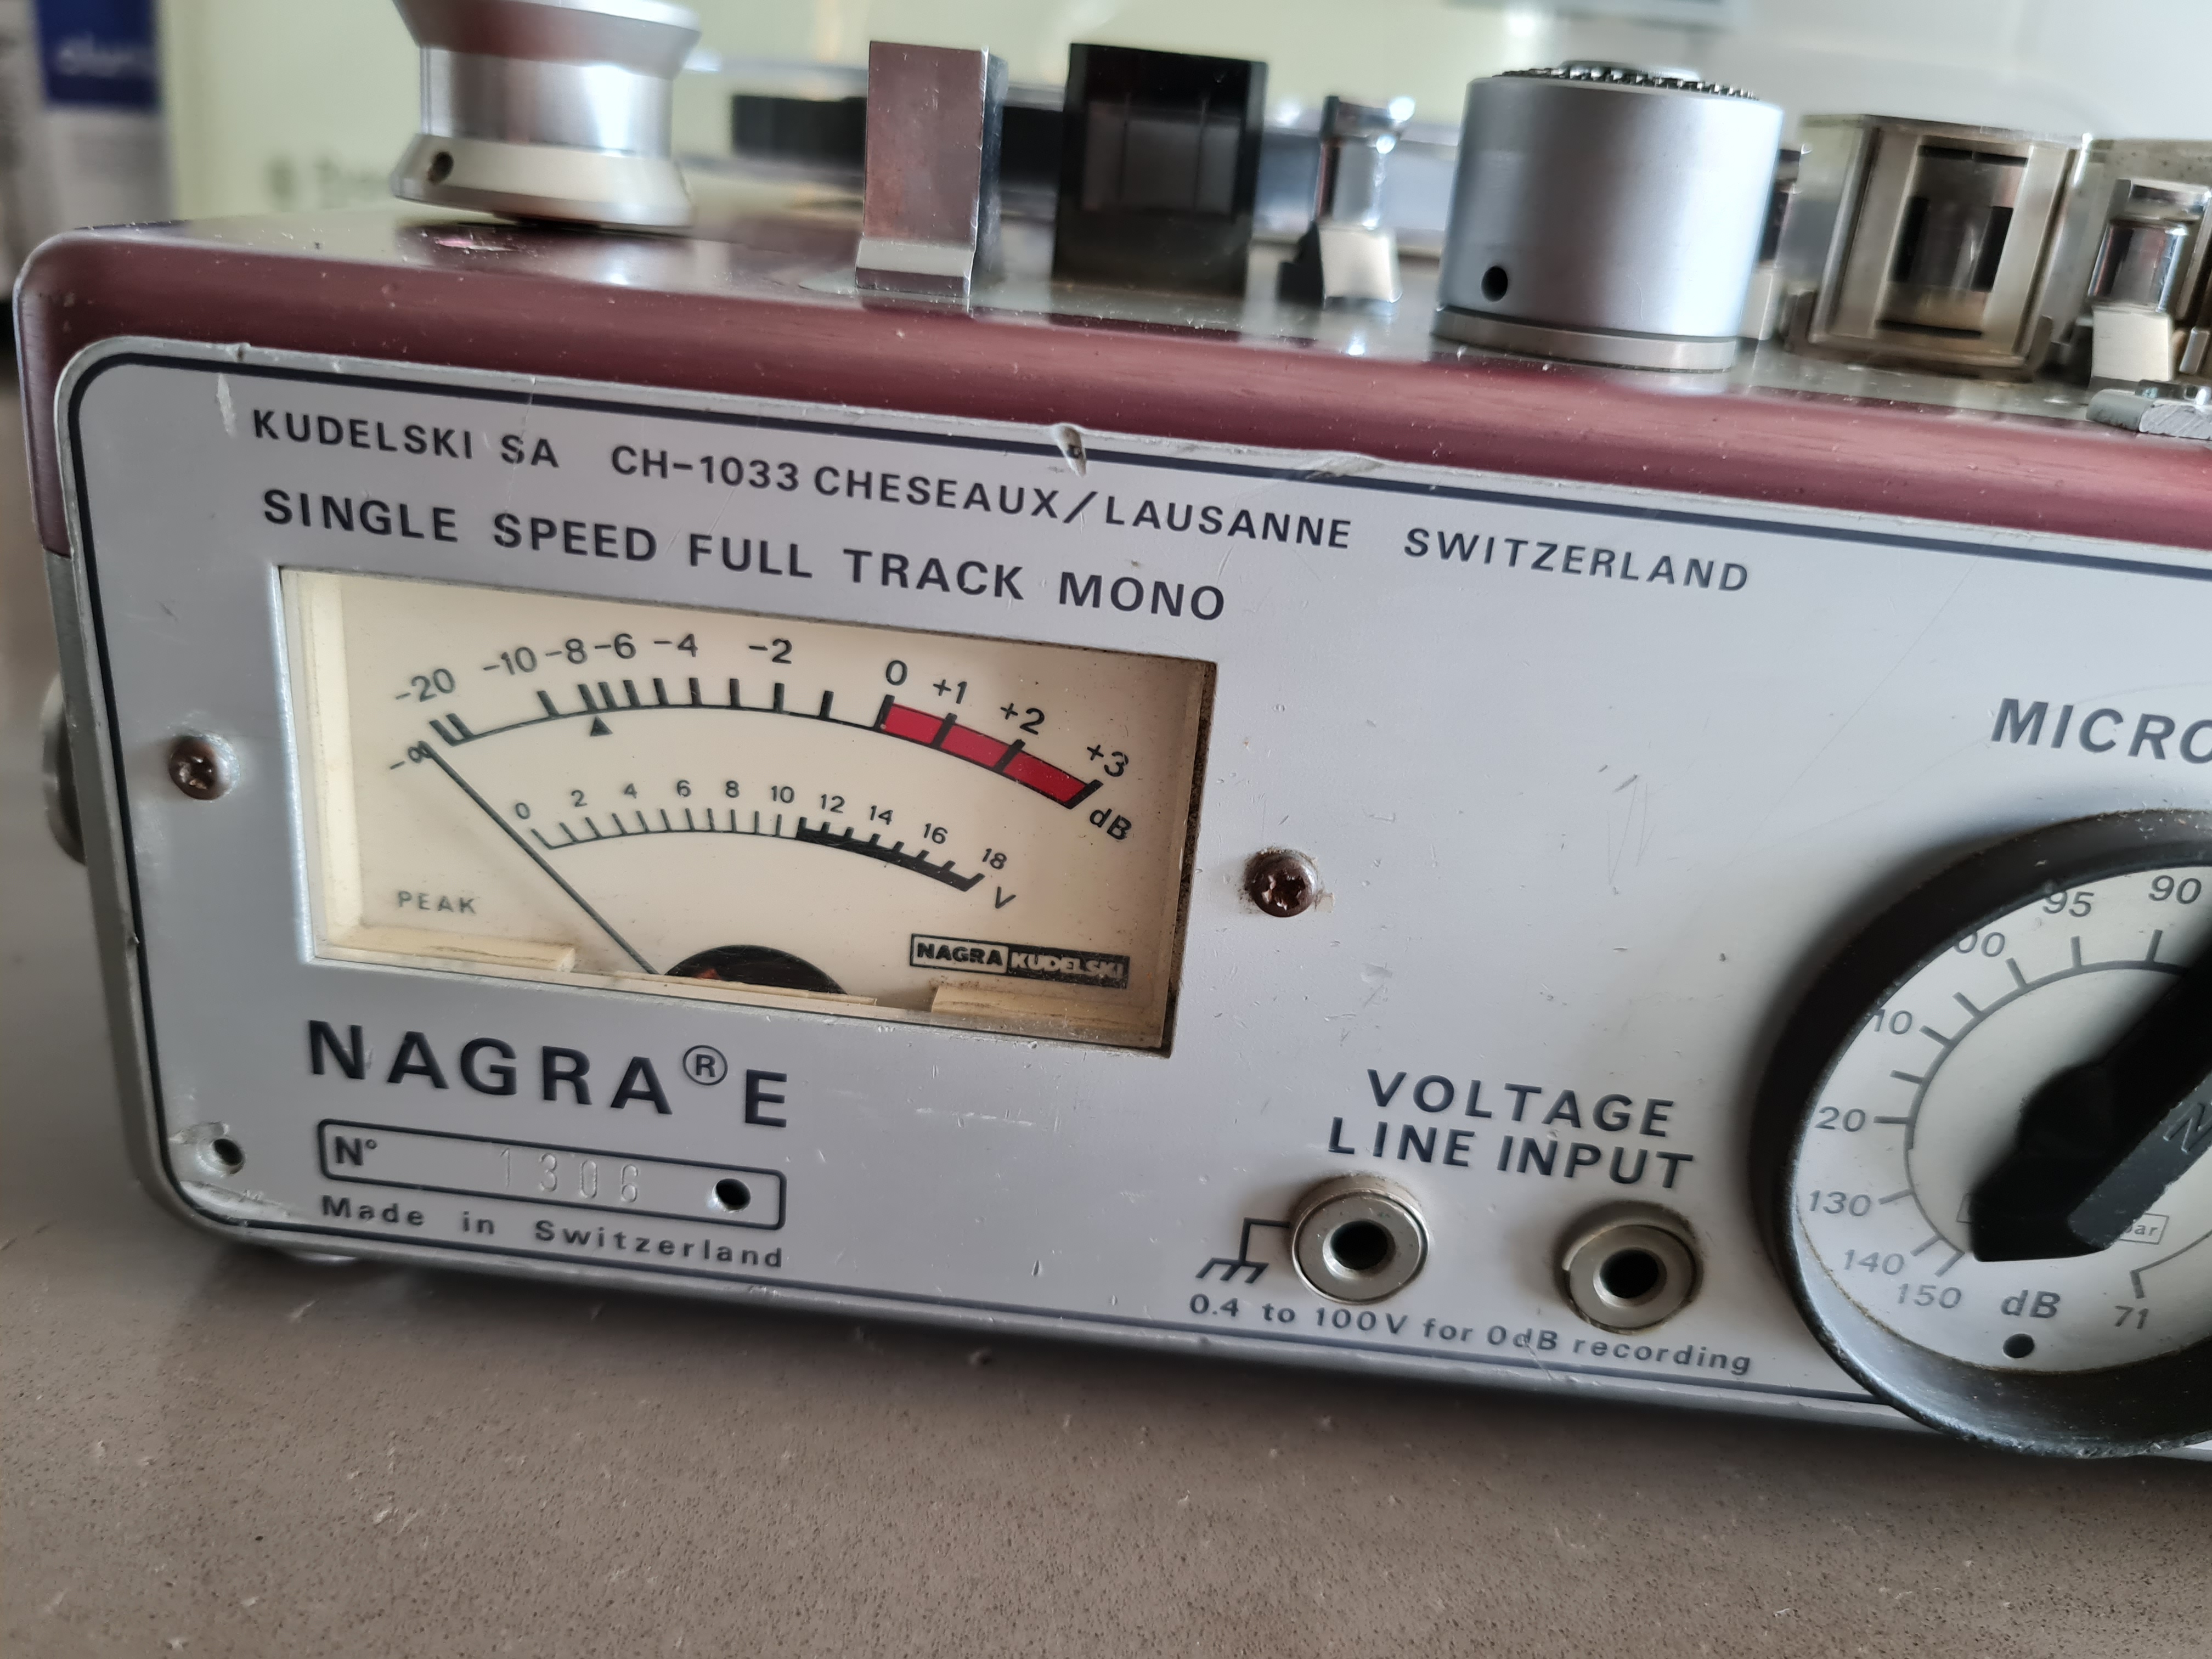 KUDELSKI SA CH-1033 CHESEAUX/LAUSANNE SWITZERLAND
SINGLE SPEED FULL TRACK MONO
-∞ -20 -10 -8 -6 -4 -2 0 +1 +2 +3 dB
0 2 4 6 8 10 12 14 16 18 V
PEAK
NAGRA KUDELSKI
NAGRA® E
N° 1306
Made in Switzerland
VOLTAGE
LINE INPUT
0.4 to 100V for 0dB recording
MICRO
90
95
00
10
20
130
140
150 dB 71